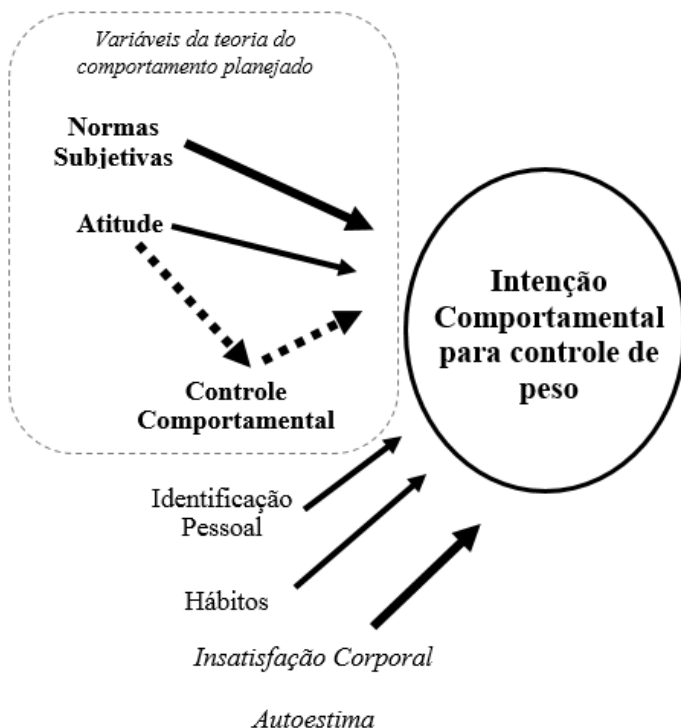 Variáveis da teoria do
comportamento planejado
Normas
Subjetivas
Atitude
Controle
Comportamental
Intenção
Comportamental
para controle de
peso
Identificação
Pessoal
Hábitos
Insatisfação Corporal
Autoestima